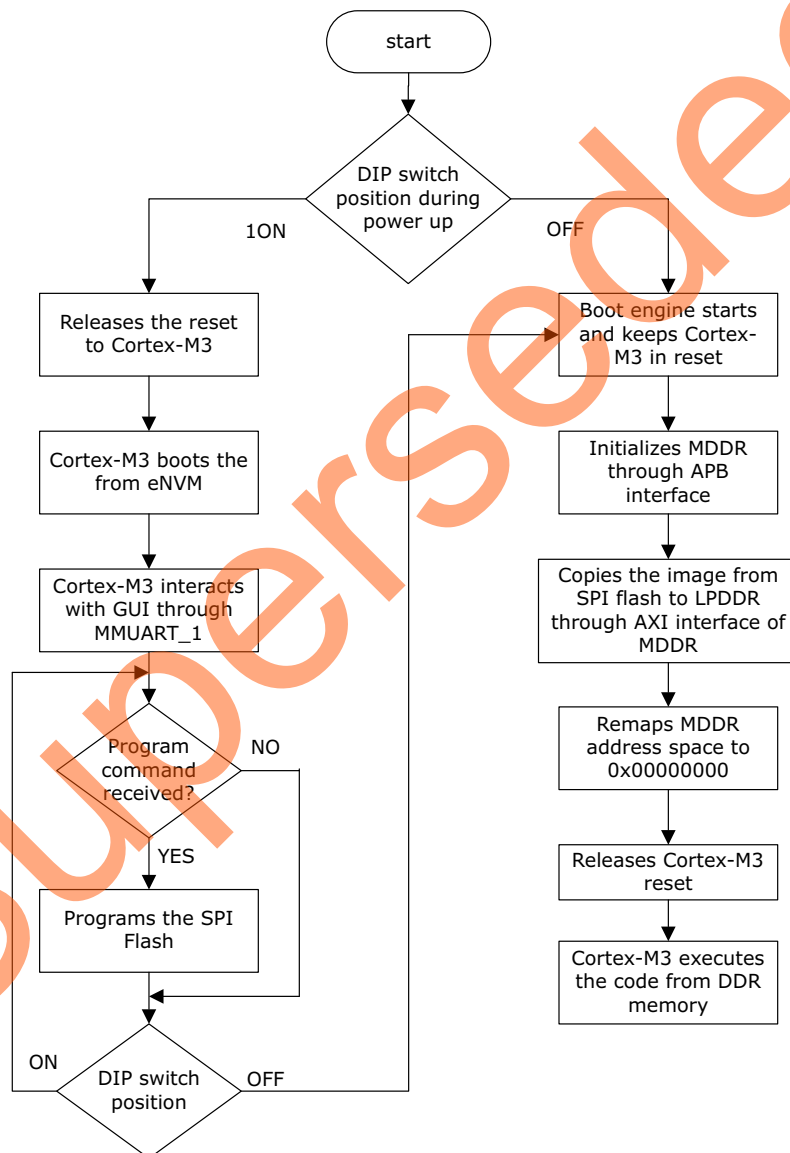 start
DIP switch
position during
power up
1ON
OFF
Releases the reset
to Cortex-M3
Cortex-M3 boots the
from eNVM
Cortex-M3 interacts
with GUI through
MMUART_1
Program
command
received?
NO
YES
Programs the SPI
Flash
ON
DIP switch
position
OFF
Boot engine starts
and keeps Cortex-
M3 in reset
Initializes MDDR
through APB
interface
Copies the image from
SPI flash to LPDDR
through AXI interface of
MDDR
Remaps MDDR
address space to
0x00000000
Releases Cortex-M3
reset
Cortex-M3 executes
the code from DDR
memory
Superseded